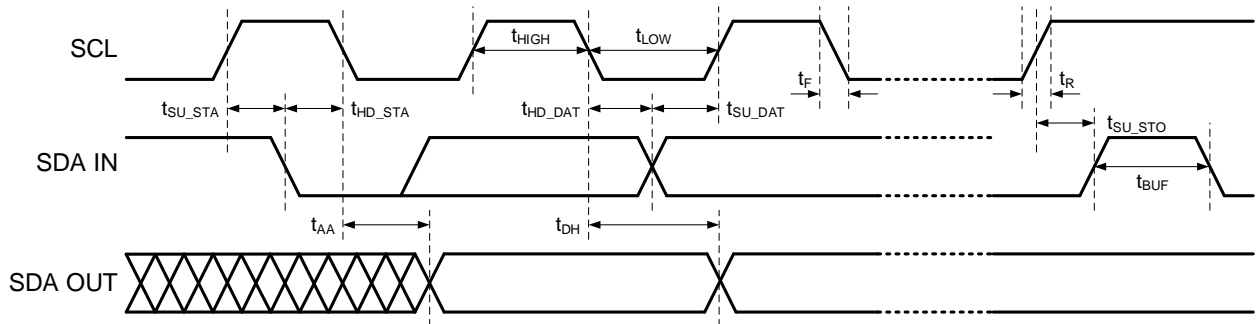 SCL
tHIGH
tLOW
tF
tR
tSU_STA
tHD_STA
tHD_DAT
tSU_DAT
tSU_STO
SDA IN
tBUF
tAA
tDH
SDA OUT